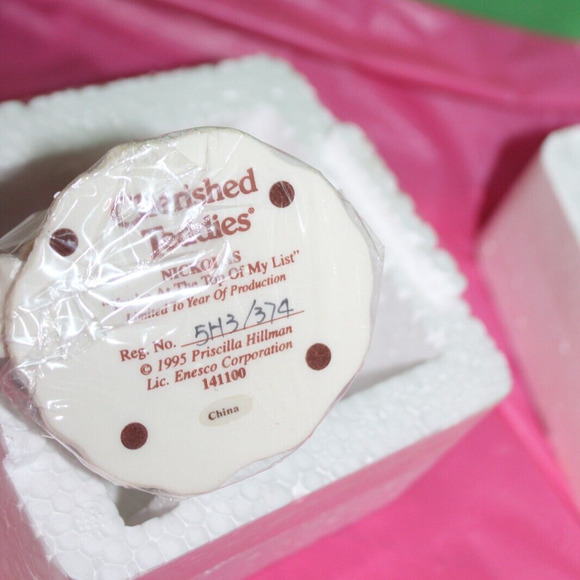 Cherished
Teddies®
NICKOLAS
At The Top Of My List"
Limited To Year Of Production
Reg. No. 5H3/374
© 1995 Priscilla Hillman
Lic. Enesco Corporation
141100
China